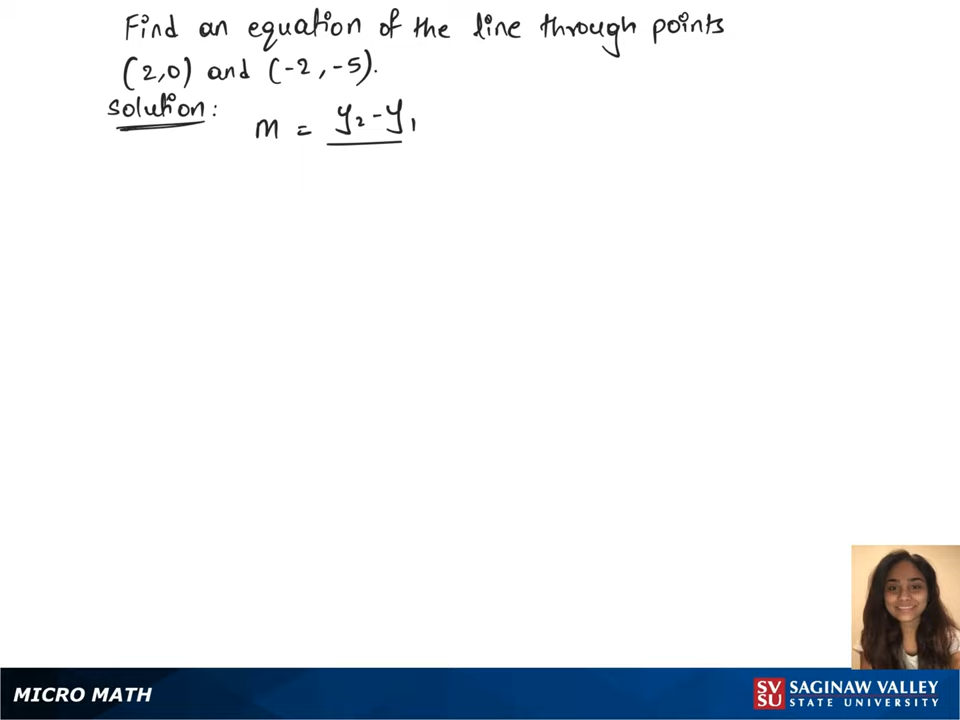 Find an equation of the line through points
(2,0) and (-2,-5).
Solution:
m = y₂-y₁
MICRO MATH
SV
SU
SAGINAW VALLEY
STATE UNIVERSITY